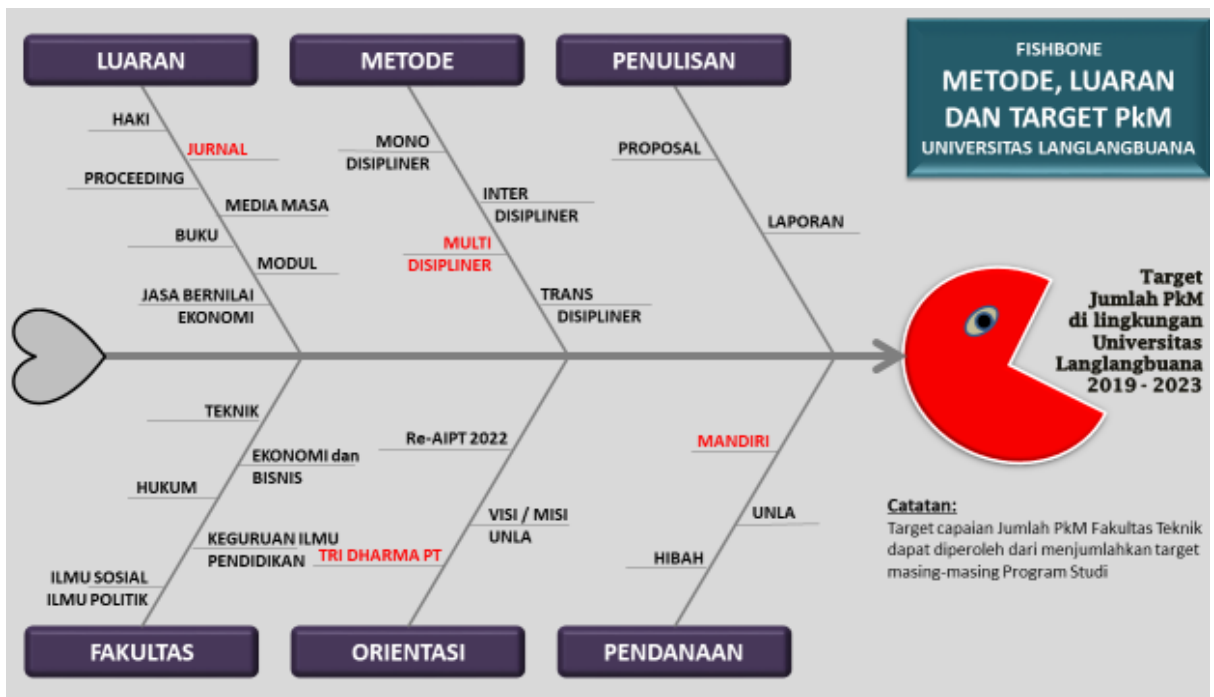 LUARAN
METODE
PENULISAN
FISHBONE
METODE, LUARAN
DAN TARGET PkM
UNIVERSITAS LANGLANGBUANA
HAKI
JURNAL
PROCEEDING
MEDIA MASA
BUKU
MODUL
JASA BERNILAI
EKONOMI
MONO
DISIPLINER
INTER
DISIPLINER
MULTI
DISIPLINER
TRANS
DISIPLINER
PROPOSAL
LAPORAN
Target
Jumlah PkM
di lingkungan
Universitas
Langlangbuana
2019 - 2023
TEKNIK
EKONOMI dan
BISNIS
HUKUM
KEGURUAN ILMU
PENDIDIKAN
ILMU SOSIAL
ILMU POLITIK
Re-AIPT 2022
VISI / MISI
UNLA
TRI DHARMA PT
MANDIRI
UNLA
HIBAH
Catatan:
Target capaian Jumlah PkM Fakultas Teknik
dapat diperoleh dari menjumlahkan target
masing-masing Program Studi
FAKULTAS
ORIENTASI
PENDANAAN